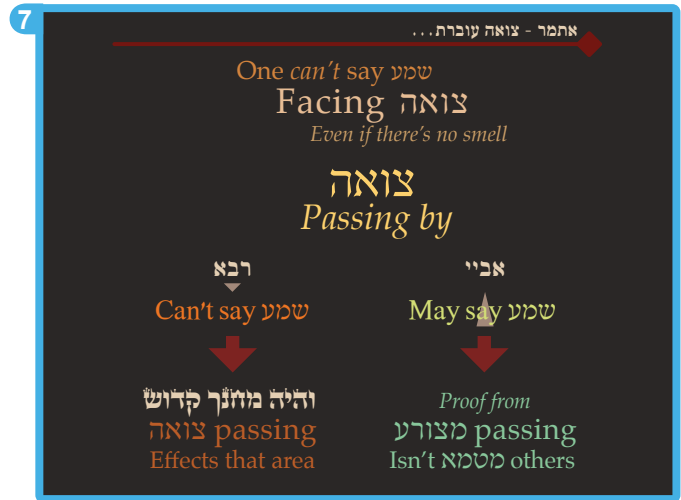 7
אתמר - צואה עוברת...
One can't say שמע
Facing צואה
Even if there's no smell
צואה
Passing by
אביי
May say שמע
Proof from
מצורע passing
Isn't מטמא others
רבא
Can't say שמע
והיה מחנך קדוש
צואה passing
Effects that area